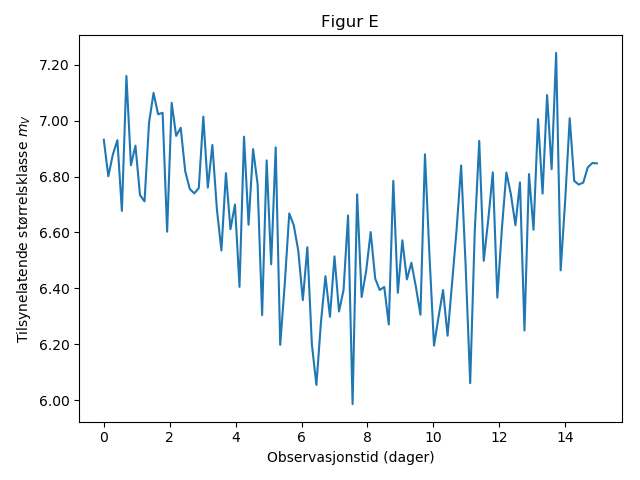 Figur E
Tilsynelatende størrelsklasse $m_V$
7.20
7.00
6.80
6.60
6.40
6.20
6.00
0 2 4 6 8 10 12 14
Observasjonstid (dager)